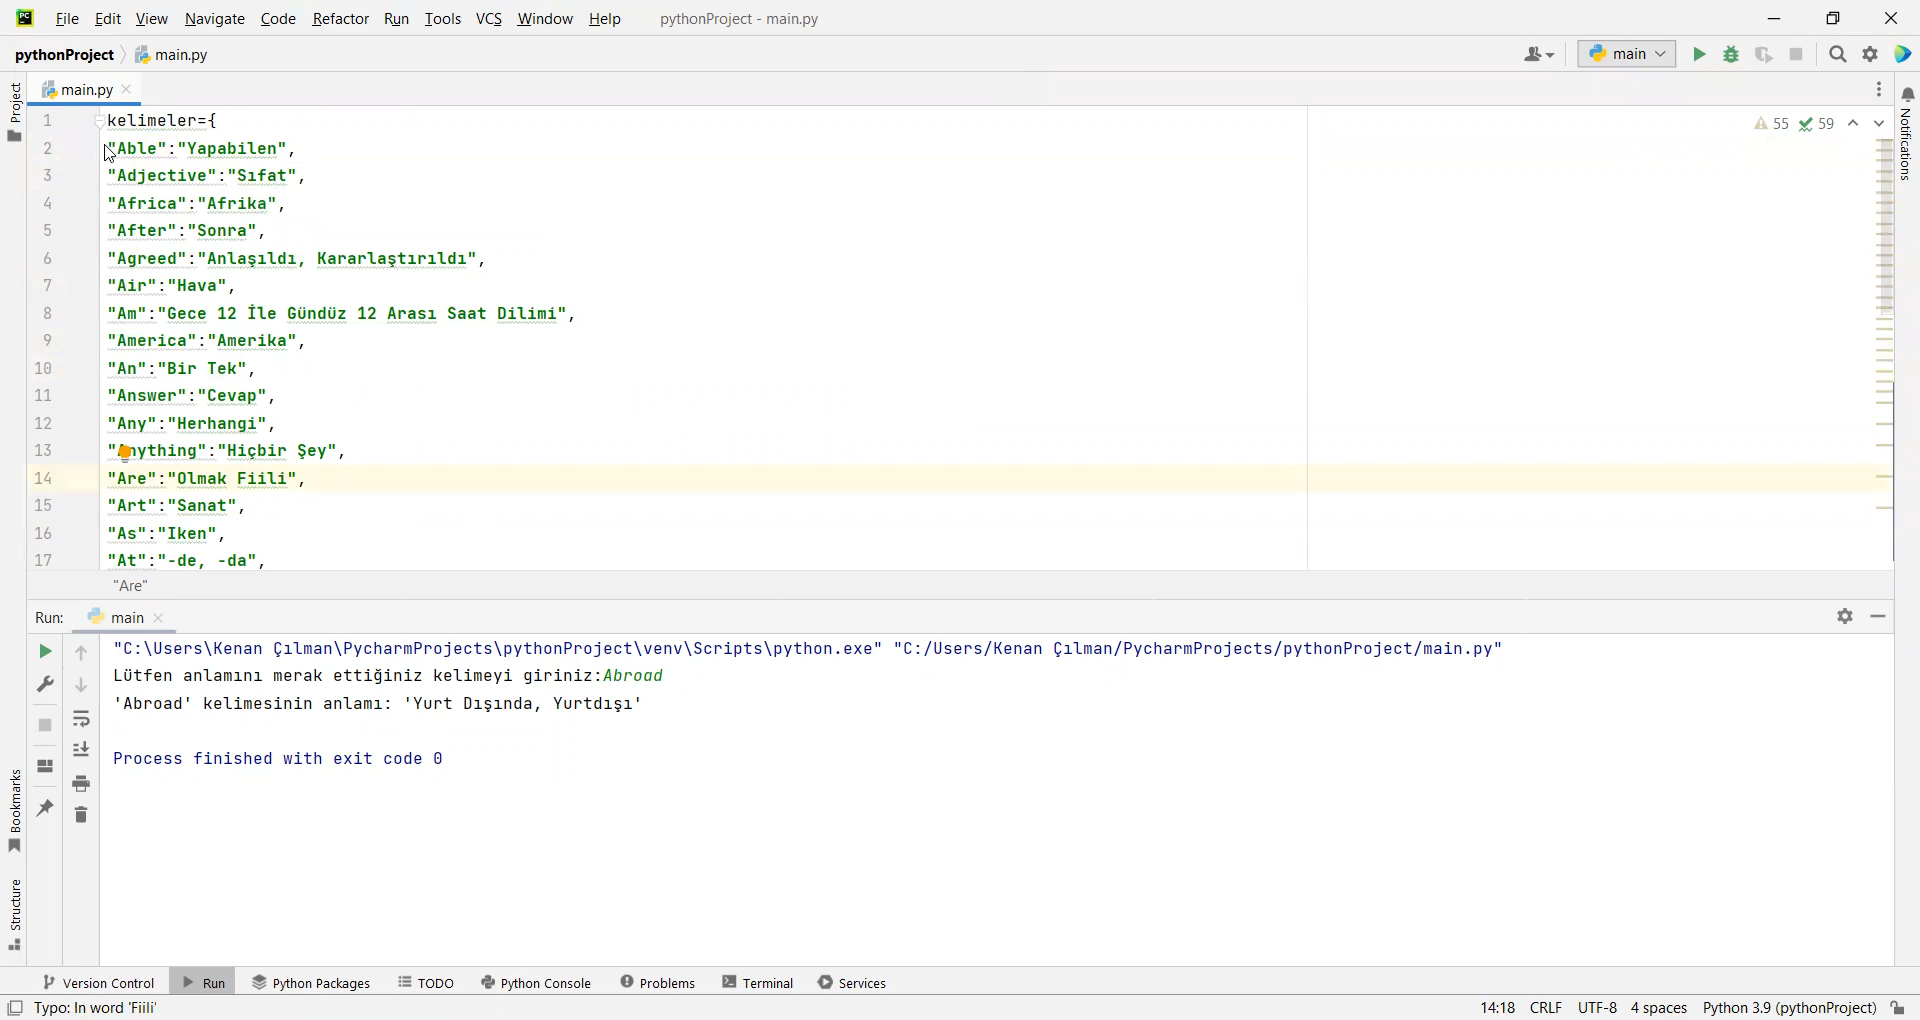 File Edit View Navigate Code Refactor Run Tools VCS Window Help pythonProject - main.py
pythonProject main.py
main
Project
main.py
Notifications
55 59
1 kelimeler={
2 "Able":"Yapabilen",
3 "Adjective":"Sıfat",
4 "Africa":"Afrika",
5 "After":"Sonra",
6 "Agreed":"Anlaşıldı, Kararlaştırıldı",
7 "Air":"Hava",
8 "Am":"Gece 12 İle Gündüz 12 Arası Saat Dilimi",
9 "America":"Amerika",
10 "An":"Bir Tek",
11 "Answer":"Cevap",
12 "Any":"Herhangi",
13 "Anything":"Hiçbir Şey",
14 "Are":"Olmak Fiili",
15 "Art":"Sanat",
16 "As":"Iken",
17 "At":"-de, -da",
"Are"
Run: main
"C:\Users\Kenan Çılman\PycharmProjects\pythonProject\venv\Scripts\python.exe" "C:/Users/Kenan Çılman/PycharmProjects/pythonProject/main.py"
Lütfen anlamını merak ettiğiniz kelimeyi giriniz:Abroad
'Abroad' kelimesinin anlamı: 'Yurt Dışında, Yurtdışı'
Process finished with exit code 0
Bookmarks
Structure
Version Control Run Python Packages TODO Python Console Problems Terminal Services
Typo: In word 'Fiili' 14:18 CRLF UTF-8 4 spaces Python 3.9 (pythonProject)